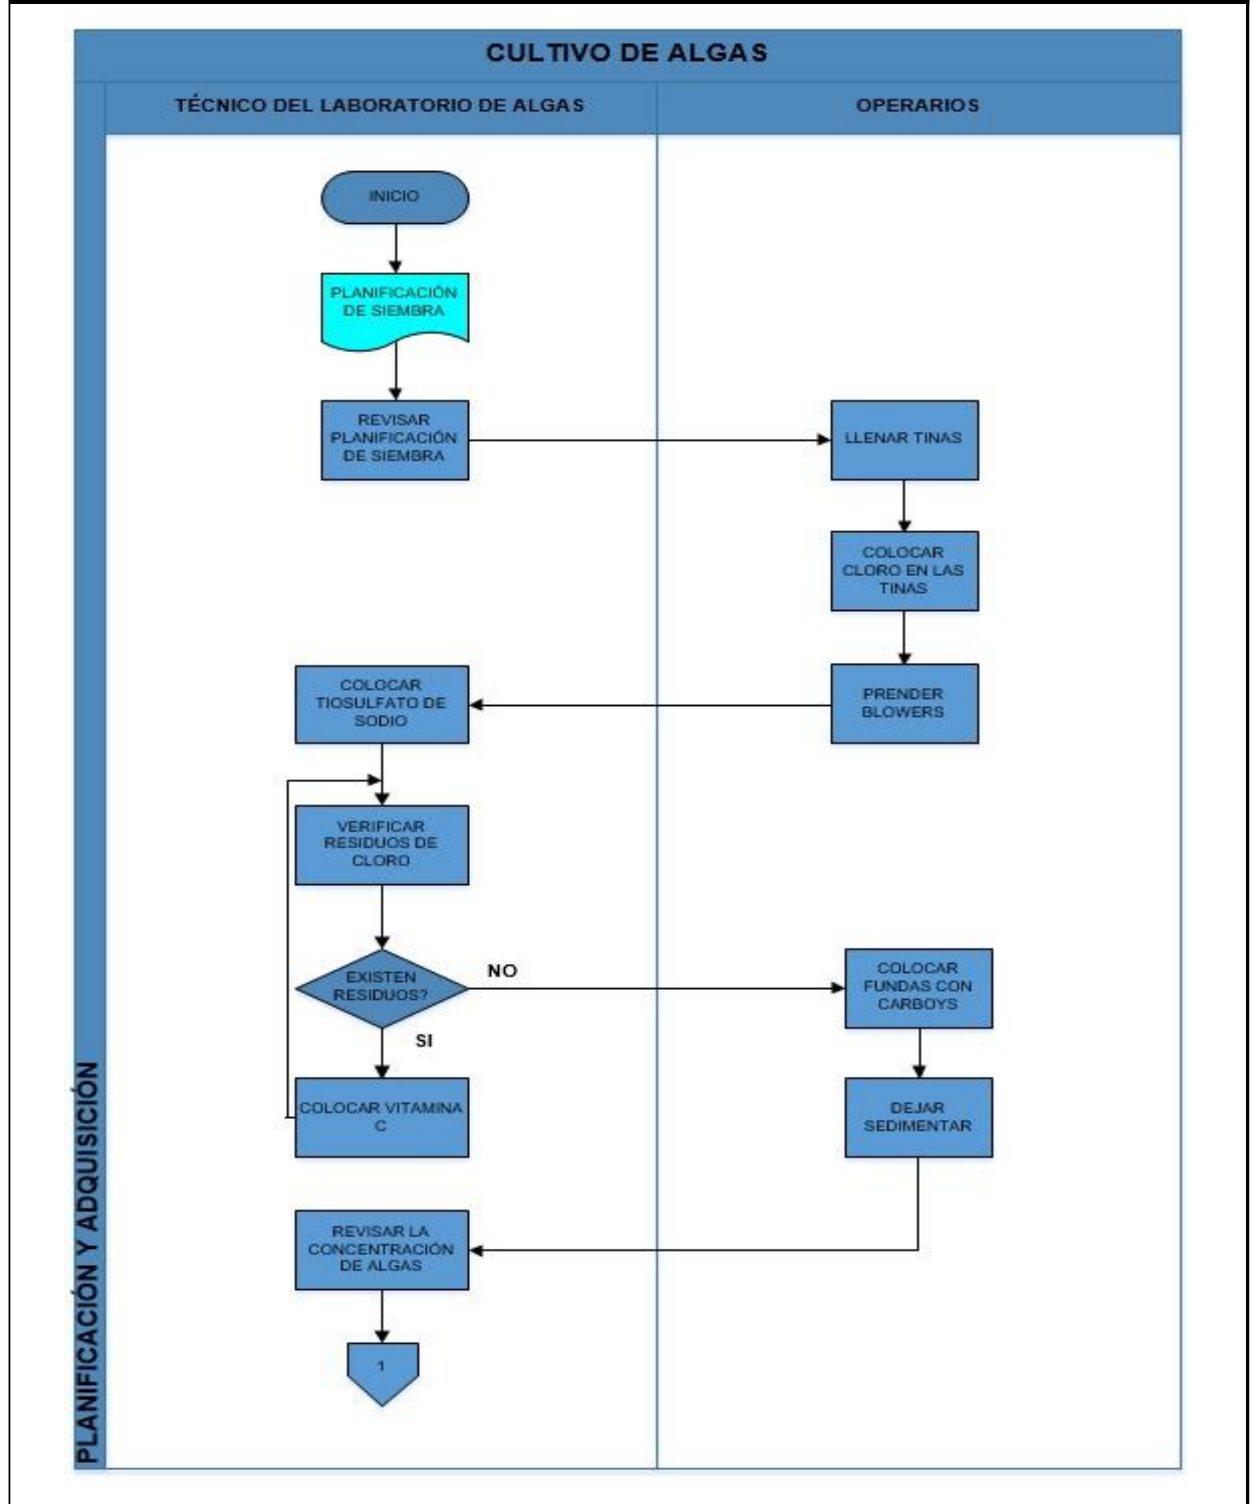 CULTIVO DE ALGAS
TÉCNICO DEL LABORATORIO DE ALGAS
OPERARIOS
PLANIFICACIÓN Y ADQUISICIÓN
INICIO
PLANIFICACIÓN
DE SIEMBRA
REVISAR
PLANIFICACIÓN
DE SIEMBRA
LLENAR TINAS
COLOCAR
CLORO EN LAS
TINAS
PRENDER
BLOWERS
COLOCAR
TIOSULFATO DE
SODIO
VERIFICAR
RESIDUOS DE
CLORO
EXISTEN
RESIDUOS?
NO
SI
COLOCAR VITAMINA
C
COLOCAR
FUNDAS CON
CARBOYS
DEJAR
SEDIMENTAR
REVISAR LA
CONCENTRACIÓN
DE ALGAS
1